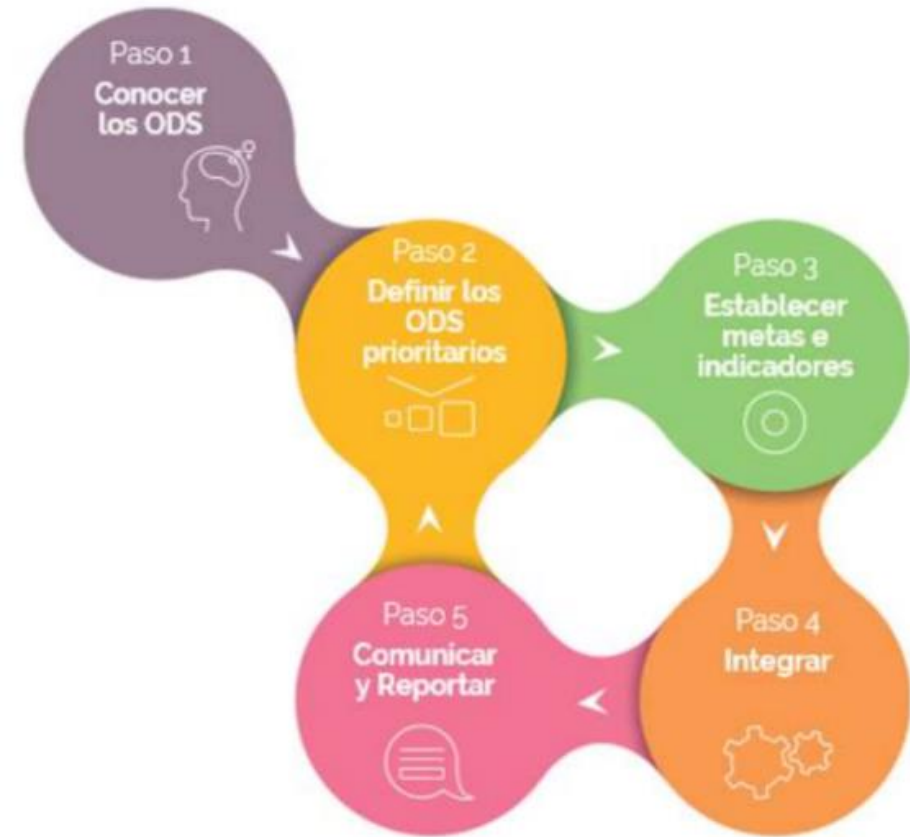 Paso 1
Conocer
los ODS
Paso 2
Definir los
ODS
prioritarios
Paso 3
Establecer
metas e
indicadores
Paso 4
Integrar
Paso 5
Comunicar
y Reportar